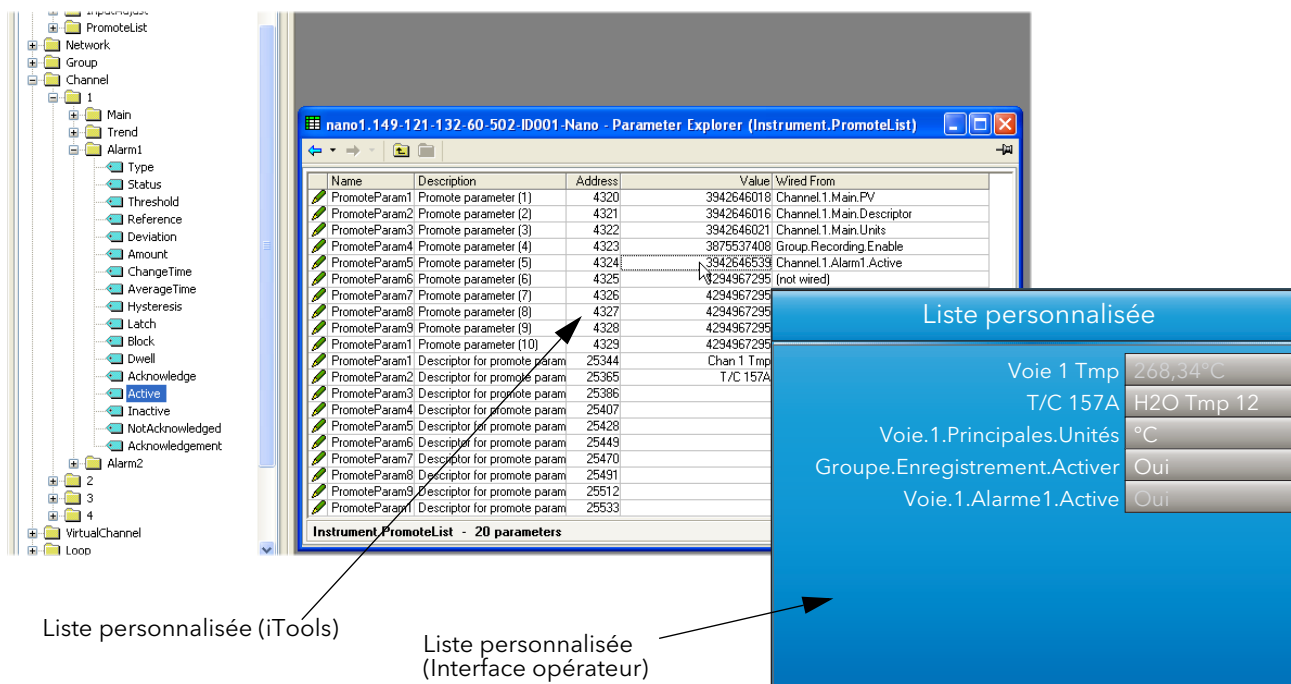 PromoteList
Network
Group
Channel
1
Main
Trend
Alarm1
Type
Status
Threshold
Reference
Deviation
Amount
ChangeTime
AverageTime
Hysteresis
Latch
Block
Dwell
Acknowledge
Active
Inactive
NotAcknowledged
Acknowledgement
Alarm2
2
3
4
VirtualChannel
Loop
nano1.149-121-132-60-502-ID001-Nano - Parameter Explorer (Instrument.PromoteList)
Name Description Address Value Wired From
PromoteParam1 Promote parameter (1) 4320 3942646018 Channel.1.Main.PV
PromoteParam2 Promote parameter (2) 4321 3942646016 Channel.1.Main.Descriptor
PromoteParam3 Promote parameter (3) 4322 3942646021 Channel.1.Main.Units
PromoteParam4 Promote parameter (4) 4323 3875537408 Group.Recording.Enable
PromoteParam5 Promote parameter (5) 4324 3942646539 Channel.1.Alarm1.Active
PromoteParam6 Promote parameter (6) 4325 4294967295 (not wired)
PromoteParam7 Promote parameter (7) 4326 4294967295
PromoteParam8 Promote parameter (8) 4327 4294967295
PromoteParam9 Promote parameter (9) 4328 4294967295
PromoteParam1 Promote parameter (10) 4329 4294967295
PromoteParam1 Descriptor for promote param 25344 Chan 1 Tmp
PromoteParam2 Descriptor for promote param 25365 T/C 157A
PromoteParam3 Descriptor for promote param 25386
PromoteParam4 Descriptor for promote param 25407
PromoteParam5 Descriptor for promote param 25428
PromoteParam6 Descriptor for promote param 25449
PromoteParam7 Descriptor for promote param 25470
PromoteParam8 Descriptor for promote param 25491
PromoteParam9 Descriptor for promote param 25512
PromoteParam1 Descriptor for promote param 25533
Instrument.PromoteList - 20 parameters
Liste personnalisée
Voie 1 Tmp 268,34°C
T/C 157A H2O Tmp 12
Voie.1.Principales.Unités °C
Groupe.Enregistrement.Activer Oui
Voie.1.Alarme1.Active Oui
Liste personnalisée (iTools)
Liste personnalisée
(Interface opérateur)